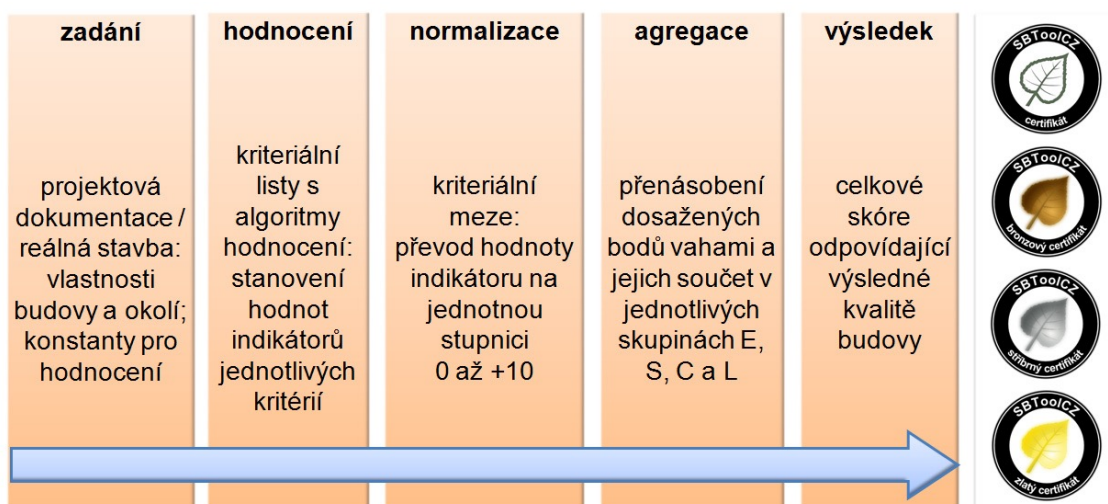 zadání
projektová
dokumentace /
reálná stavba:
vlastnosti
budovy a okolí;
konstanty pro
hodnocení
hodnocení
kriteriální
listy s
algoritmy
hodnocení:
stanovení
hodnot
indikátorů
jednotlivých
kritérií
normalizace
kriteriální
meze:
převod hodnoty
indikátoru na
jednotnou
stupnici
0 až +10
agregace
přenásobení
dosažených
bodů vahami a
jejich součet v
jednotlivých
skupinách E,
S, C a L
výsledek
celkové
skóre
odpovídající
výsledné
kvalitě
budovy
SBToolCZ
certifikát
SBToolCZ
bronzový certifikát
SBToolCZ
stříbrný certifikát
SBToolCZ
zlatý certifikát